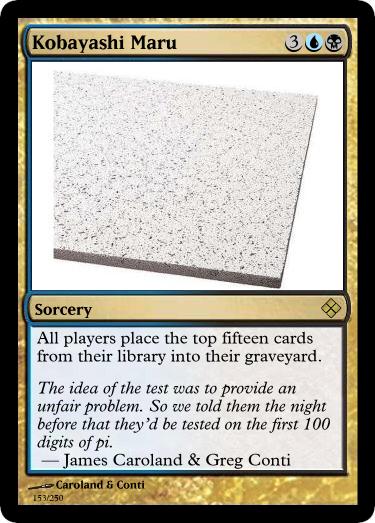 Kobayashi Maru 3
Sorcery
All players place the top fifteen cards
from their library into their graveyard.
The idea of the test was to provide an
unfair problem. So we told them the night
before that they'd be tested on the first 100
digits of pi.
— James Caroland & Greg Conti
Caroland & Conti
153/250